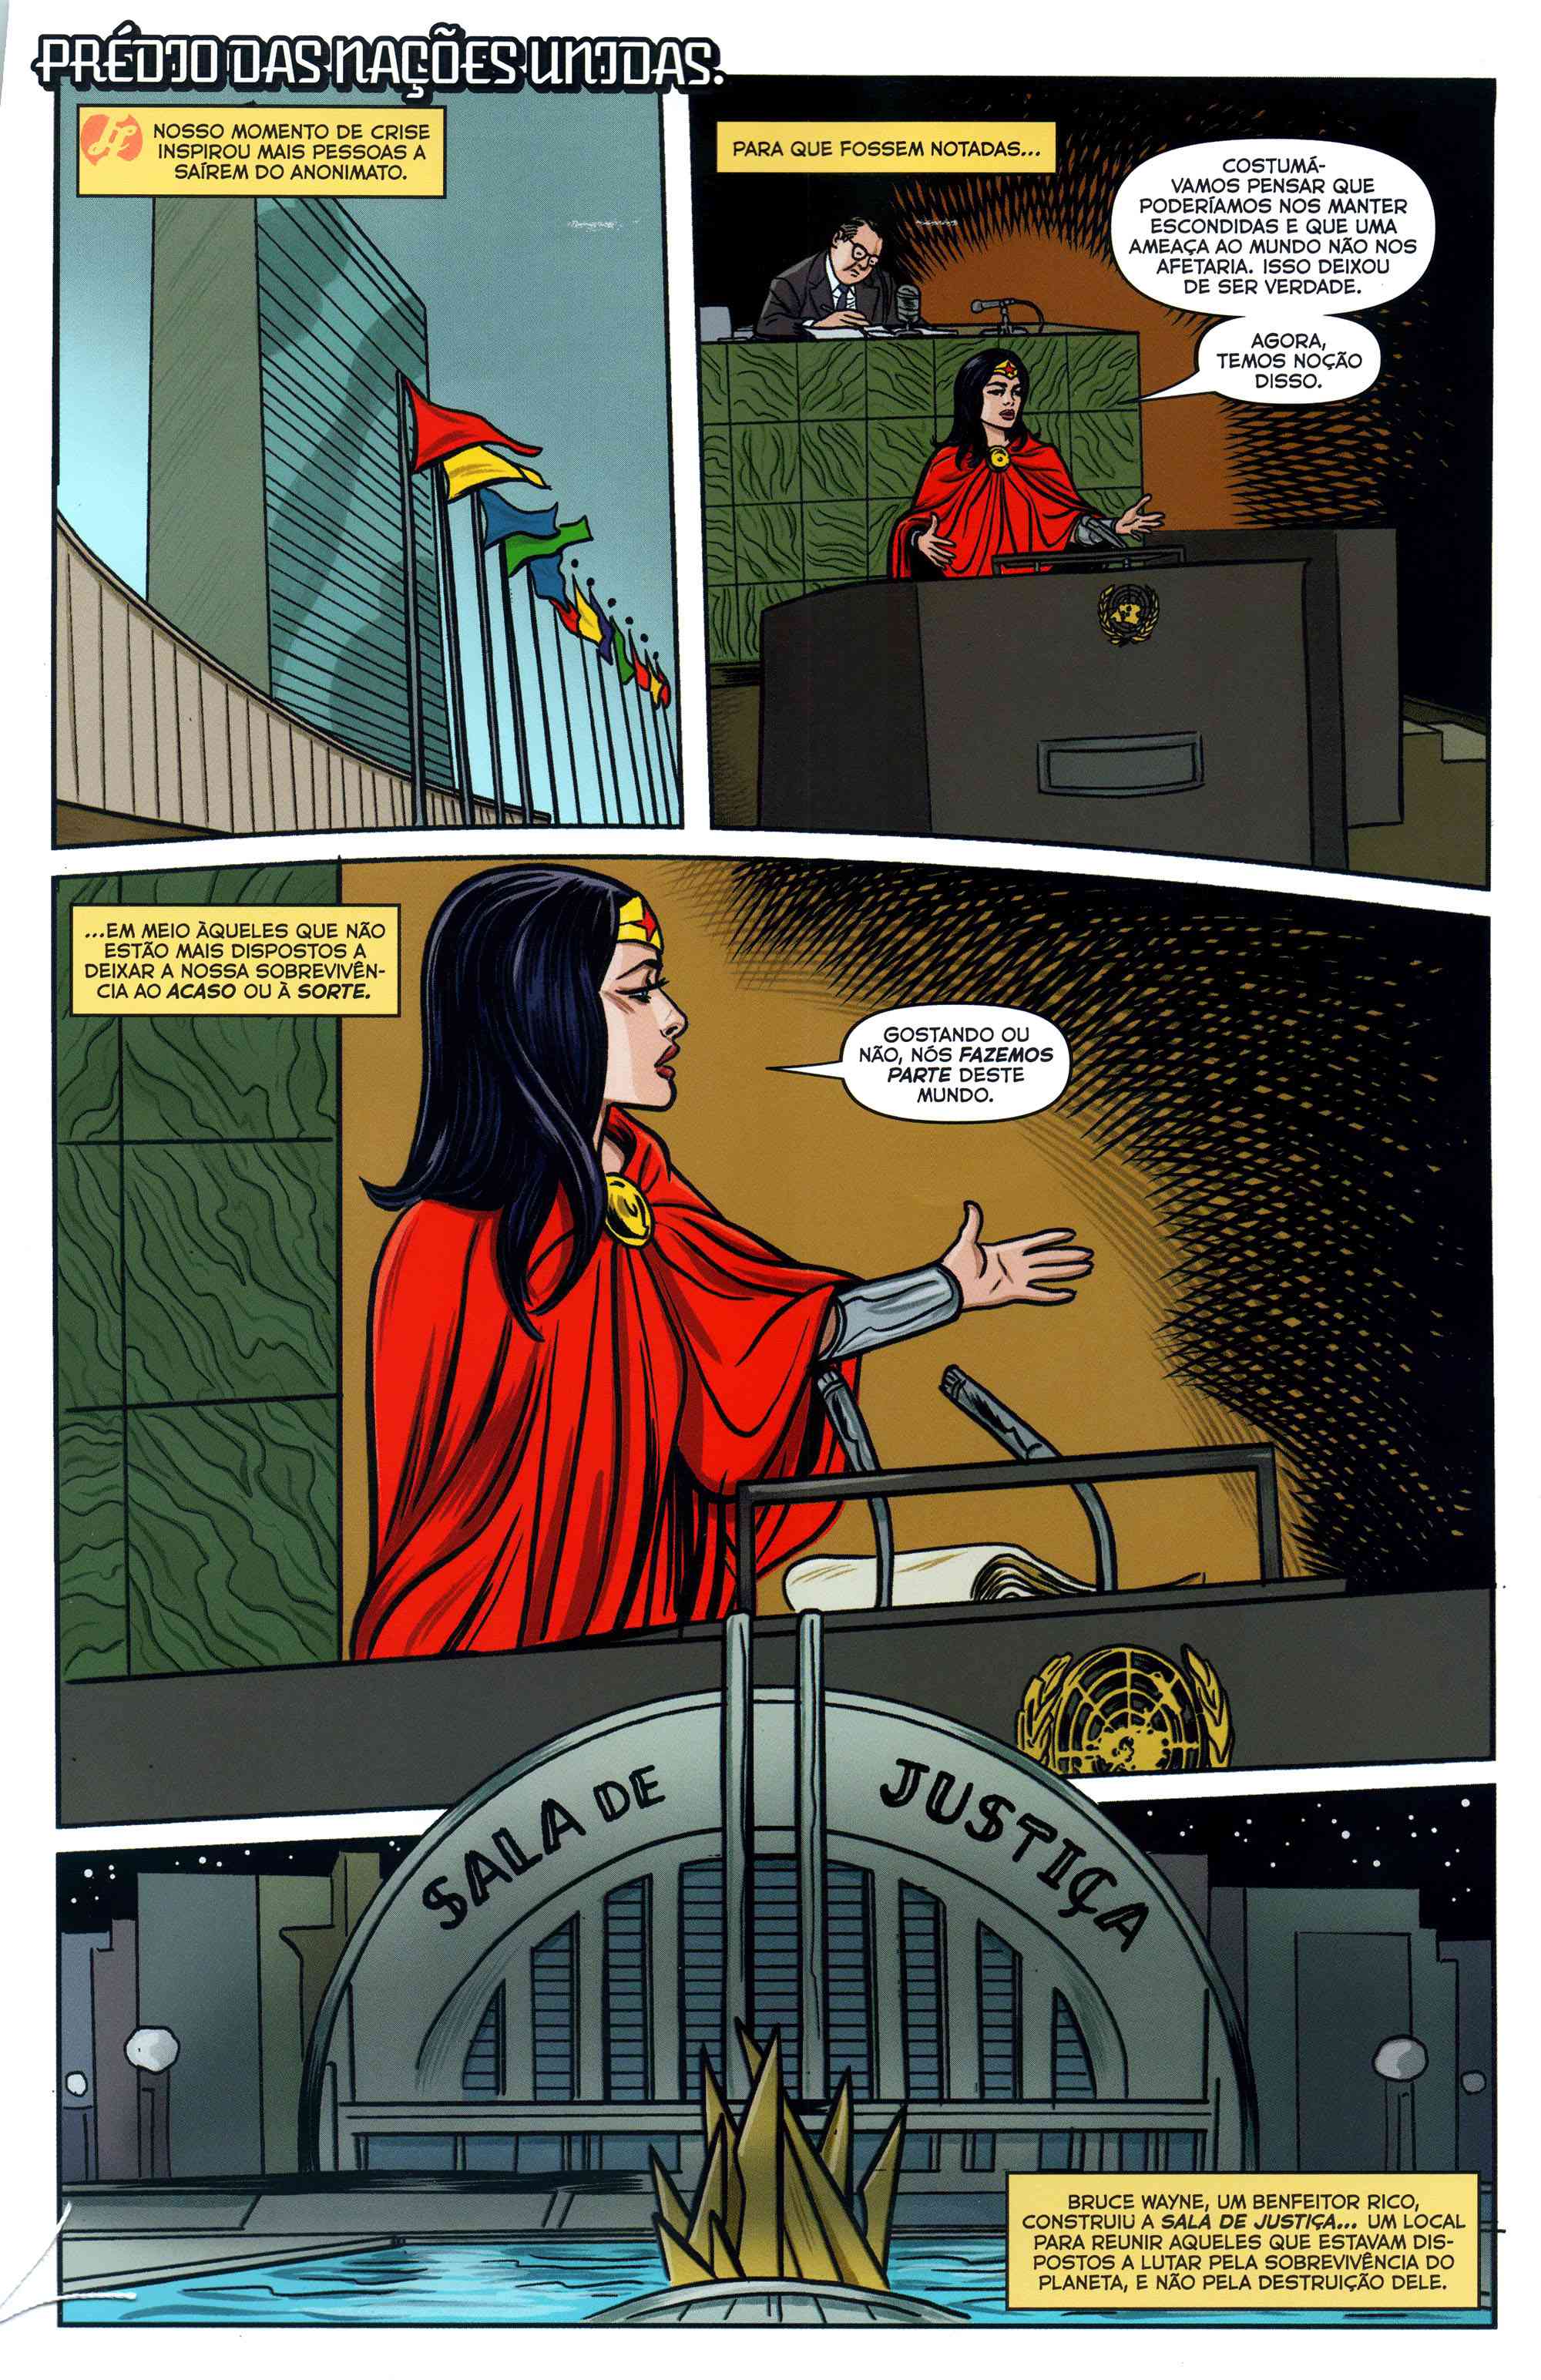 PRÉDIO DAS NAÇÕES UNIDAS.
NOSSO MOMENTO DE CRISE
INSPIROU MAIS PESSOAS A
SAÍREM DO ANONIMATO.
PARA QUE FOSSEM NOTADAS...
COSTUMÁ-
VAMOS PENSAR QUE
PODERÍAMOS NOS MANTER
ESCONDIDAS E QUE UMA
AMEAÇA AO MUNDO NÃO NOS
AFETARIA. ISSO DEIXOU
DE SER VERDADE.
AGORA,
TEMOS NOÇÃO
DISSO.
...EM MEIO ÀQUELES QUE NÃO
ESTÃO MAIS DISPOSTOS A
DEIXAR A NOSSA SOBREVIVÊN-
CIA AO ACASO OU À SORTE.
GOSTANDO OU
NÃO, NÓS FAZEMOS
PARTE DESTE
MUNDO.
SALA DE JUSTIÇA
BRUCE WAYNE, UM BENFEITOR RICO,
CONSTRUIU A SALA DE JUSTIÇA... UM LOCAL
PARA REUNIR AQUELES QUE ESTAVAM DIS-
POSTOS A LUTAR PELA SOBREVIVÊNCIA DO
PLANETA, E NÃO PELA DESTRUIÇÃO DELE.